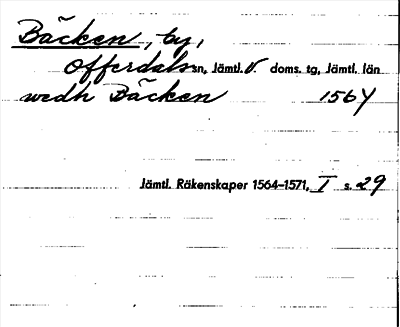 Bäcken, by,
Offerdals sn, Jämtl. V. doms. tg, Jämtl. län
wedh Bäcken 1564
Jämtl. Räkenskaper 1564-1571, I s. 29